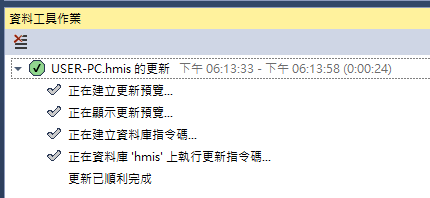 資料工具作業
USER-PC.hmis 的更新 下午 06:13:33 - 下午 06:13:58 (0:00:24)
正在建立更新預覽...
正在顯示更新預覽...
正在建立資料庫指令碼...
正在資料庫 'hmis' 上執行更新指令碼...
更新已順利完成